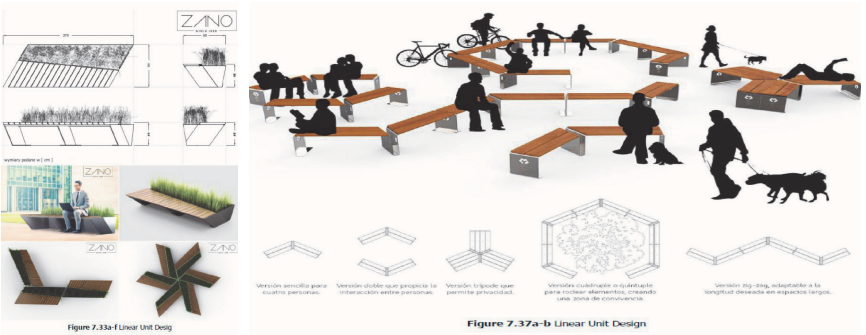 ZANO
SINCE 1988
wymiary podane w [ cm ]
ZANO
ZANO
ZANO
Figure 7.33a-f Linear Unit Desig
Versión sencilla para
cuatro personas.
Versión doble que propicia la
interacción entre personas.
Versión trípode que
permite privacidad.
Versión cuádruple o quíntuple
para rodear elementos, creando
una zona de convivencia.
Versión zig-zag, adaptable a la
longitud deseada en espacios largos.
Figure 7.37a-b Linear Unit Design